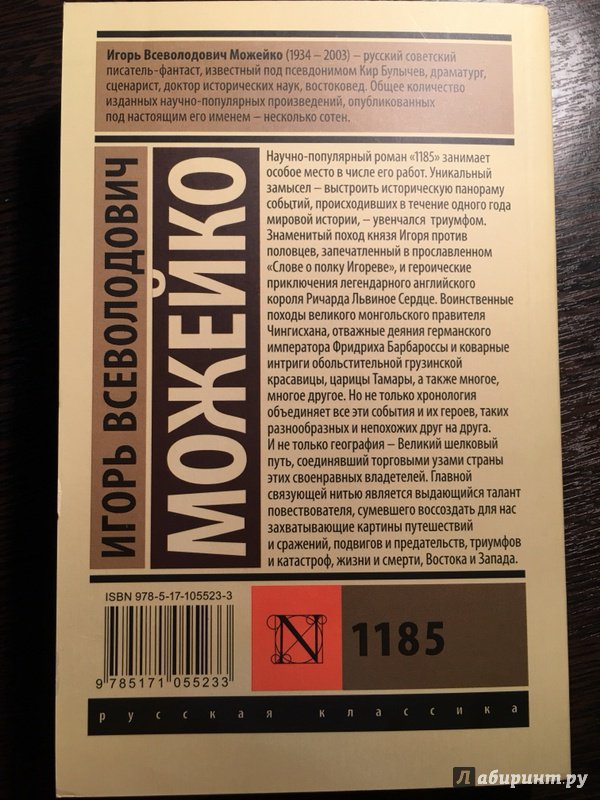 Игорь Всеволодович Можейко (1934 – 2003) – русский советский
писатель-фантаст, известный под псевдонимом Кир Булычев, драматург,
сценарист, доктор исторических наук, востоковед. Общее количество
изданных научно-популярных произведений, опубликованных
под настоящим его именем – несколько сотен.
ИГОРЬ ВСЕВОЛОДОВИЧ
МОЖЕЙКО
Научно-популярный роман «1185» занимает
особое место в числе его работ. Уникальный
замысел – выстроить историческую панораму
событий, происходивших в течение одного года
мировой истории, – увенчался триумфом.
Знаменитый поход князя Игоря против
половцев, запечатленный в прославленном
«Слове о полку Игореве», и героические
приключения легендарного английского
короля Ричарда Львиное Сердце. Воинственные
походы великого монгольского правителя
Чингисхана, отважные деяния германского
императора Фридриха Барбароссы и коварные
интриги обольстительной грузинской
красавицы, царицы Тамары, а также многое,
многое другое. Но не только хронология
объединяет все эти события и их героев, таких
разнообразных и непохожих друг на друга.
И не только география – Великий шелковый
путь, соединявший торговыми узами страны
этих своенравных владетелей. Главной
связующей нитью является выдающийся талант
повествователя, сумевшего воссоздать для нас
захватывающие картины путешествий
и сражений, подвигов и предательств, триумфов
и катастроф, жизни и смерти, Востока и Запада.
ISBN 978-5-17-105523-3
9 785171 055233
N
1185
русская классика
Лабиринт.ру